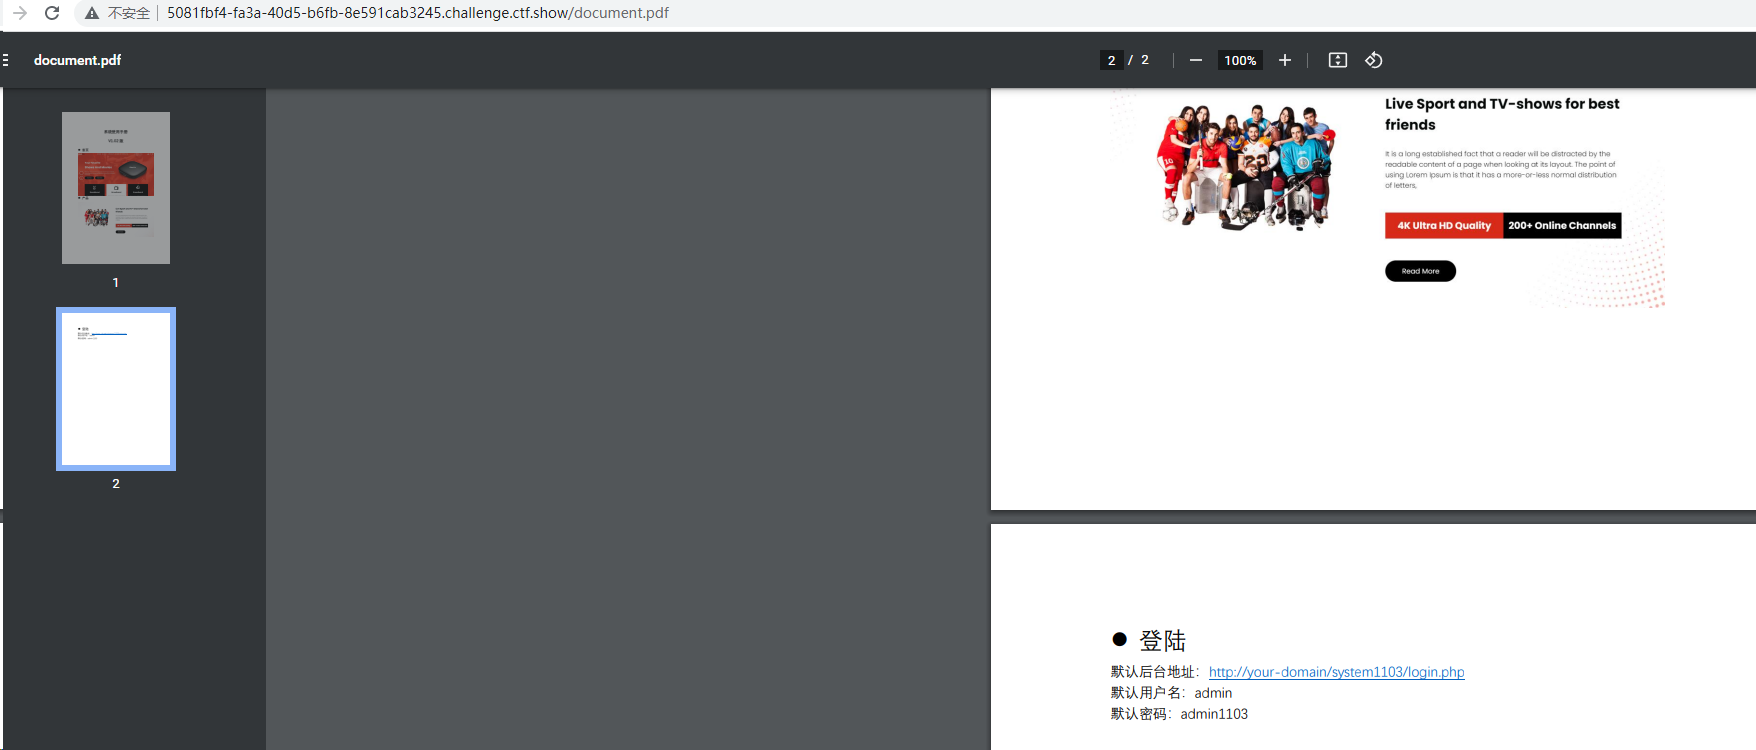 不安全 5081fbf4-fa3a-40d5-b6fb-8e591cab3245.challenge.ctf.show/document.pdf
document.pdf
2 / 2
100%
1
2
Live Sport and TV-shows for best
friends
It is a long established fact that a reader will be distracted by the
readable content of a page when looking at its layout. The point of
using Lorem Ipsum is that it has a more-or-less normal distribution
of letters,
4K Ultra HD Quality 200+ Online Channels
Read More
● 登陆
默认后台地址：http://your-domain/system1103/login.php
默认用户名：admin
默认密码：admin1103